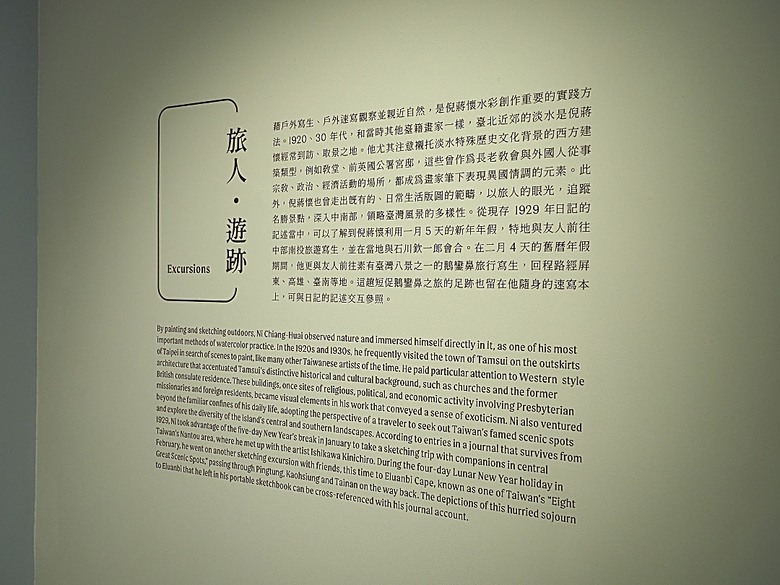 旅人・遊跡
Excursions
藉戶外寫生、戶外速寫觀察並親近自然，是倪蔣懷水彩創作重要的實踐方
法。1920、30 年代，和當時其他臺籍畫家一樣，臺北近郊的淡水是倪蔣
懷經常到訪、取景之地。他尤其注意襯托淡水特殊歷史文化背景的西方建
築類型，例如教堂、前英國公署宮邸，這些曾作為長老教會與外國人從事
宗教、政治、經濟活動的場所，都成為畫家筆下表現異國情調的元素。此
外，倪蔣懷也曾走出既有的、日常生活版圖的範疇，以旅人的眼光，追蹤
名勝景點，深入中南部，領略臺灣風景的多樣性。從現存 1929 年日記的
記述當中，可以了解到倪蔣懷利用一月 5 天的新年年假，特地與友人前往
中部南投旅遊寫生，並在當地與石川欽一郎會合。在二月 4 天的舊曆年假
期間，他更與友人前往素有臺灣八景之一的鵝鑾鼻旅行寫生，回程路經屏
東、高雄、臺南等地。這趟短促鵝鑾鼻之旅的足跡也留在他隨身的速寫本
上，可與日記的記述交互參照。
By painting and sketching outdoors, Ni Chiang-Huai observed nature and immersed himself directly in it, as one of his most
important methods of watercolor practice. In the 1920s and 1930s, he frequently visited the town of Tamsui on the outskirts
of Taipei in search of scenes to paint, like many other Taiwanese artists of the time. He paid particular attention to Western style
architecture that accentuated Tamsui's distinctive historical and cultural background, such as churches and the former
British consulate residence. These buildings, once sites of religious, political, and economic activity involving Presbyterian
missionaries and foreign residents, became visual elements in his work that conveyed a sense of exoticism. Ni also ventured
beyond the familiar confines of his daily life, adopting the perspective of a traveler to seek out Taiwan's famed scenic spots
and explore the diversity of the island's central and southern landscapes. According to entries in a journal that survives from
1929, Ni took advantage of the five-day New Year's break in January to take a sketching trip with companions in central
Taiwan's Nantou area, where he met up with the artist Ishikawa Kinichiro. During the four-day Lunar New Year holiday in
February, he went on another sketching excursion with friends, this time to Eluanbi Cape, known as one of Taiwan's "Eight
Great Scenic Spots," passing through Pingtung, Kaohsiung and Tainan on the way back. The depictions of this hurried sojourn
to Eluanbi that he left in his portable sketchbook can be cross-referenced with his journal account.